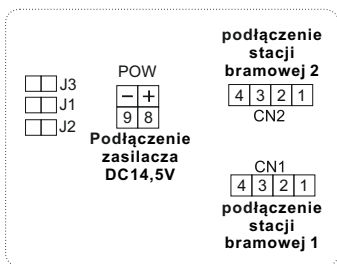 J3
J1
J2
POW
- +
9 8
Podłączenie
zasilacza
DC14,5V
podłączenie
stacji
bramowej 2
4 3 2 1
CN2
CN1
4 3 2 1
podłączenie
stacji
bramowej 1